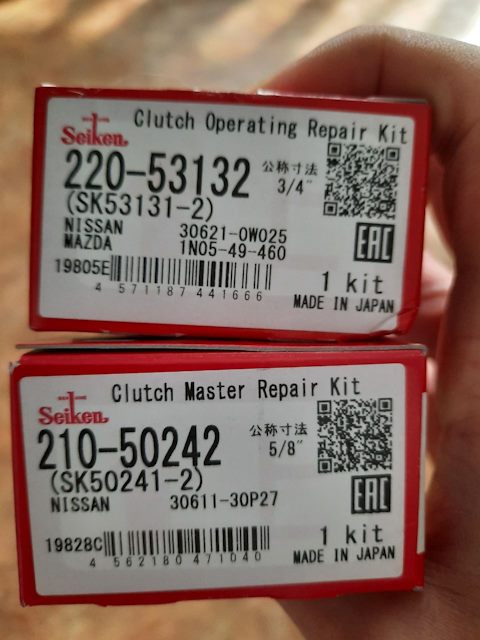 Seiken
Clutch Operating Repair Kit
220-53132
公称寸法
(SK53131-2)
3/4"
NISSAN 30621-0W025
MAZDA 1N05-49-460
EAC
19805E
1 kit
4 571187 441666
MADE IN JAPAN
Seiken
Clutch Master Repair Kit
210-50242
公称寸法
(SK50241-2)
5/8"
NISSAN 30611-30P27
EAC
19828C
1 kit
4 562180 471040
MADE IN JAPAN